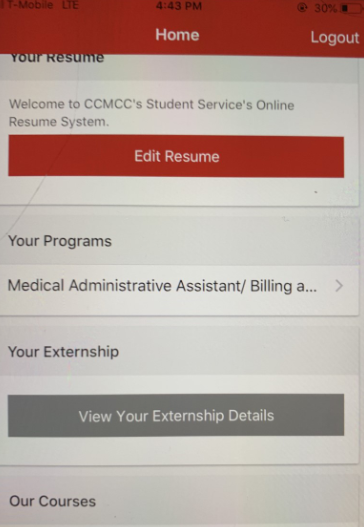 T-Mobile LTE 4:43 PM 30%
Home
Logout
Your Resume
Welcome to CCMCC's Student Service's Online
Resume System.
Edit Resume
Your Programs
Medical Administrative Assistant/ Billing a...
Your Externship
View Your Externship Details
Our Courses